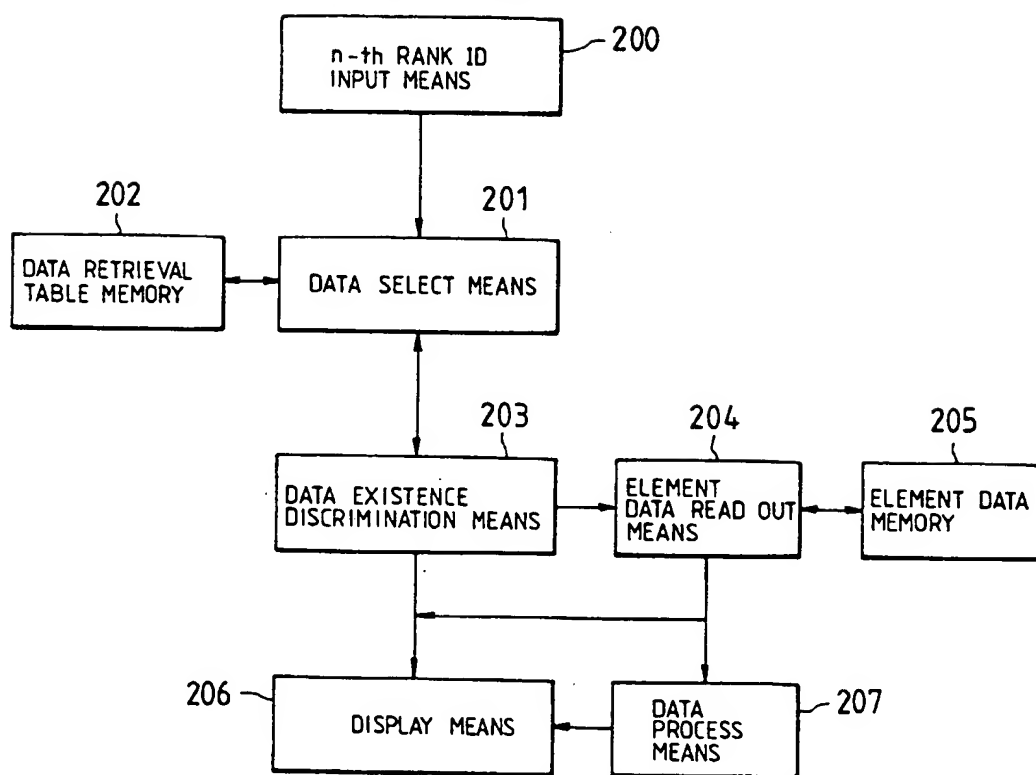 200
n-th RANK ID
INPUT MEANS
202
201
DATA RETRIEVAL
TABLE MEMORY
DATA SELECT MEANS
203
204
205
DATA EXISTENCE
DISCRIMINATION MEANS
ELEMENT
DATA READ OUT
MEANS
ELEMENT DATA
MEMORY
206
DISPLAY MEANS
DATA
PROCESS
MEANS
207